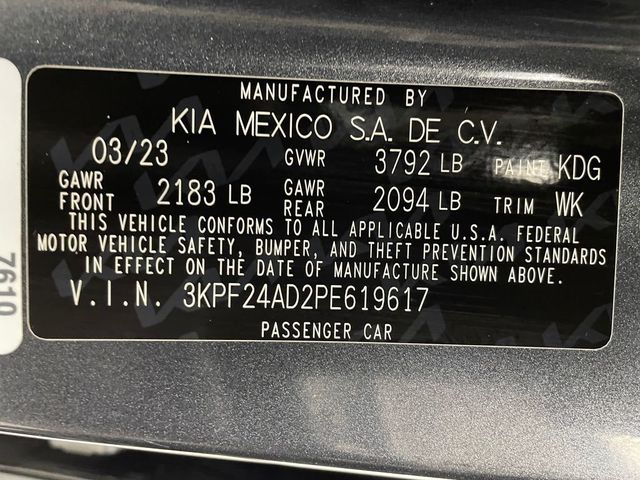 MANUFACTURED BY
KIA MEXICO S.A. DE C.V.
03/23 GVWR 3792 LB PAINT KDG
GAWR FRONT 2183 LB GAWR REAR 2094 LB TRIM WK
THIS VEHICLE CONFORMS TO ALL APPLICABLE U.S.A. FEDERAL
MOTOR VEHICLE SAFETY, BUMPER, AND THEFT PREVENTION STANDARDS
IN EFFECT ON THE DATE OF MANUFACTURE SHOWN ABOVE.
V.I.N. 3KPF24AD2PE619617
PASSENGER CAR
7610